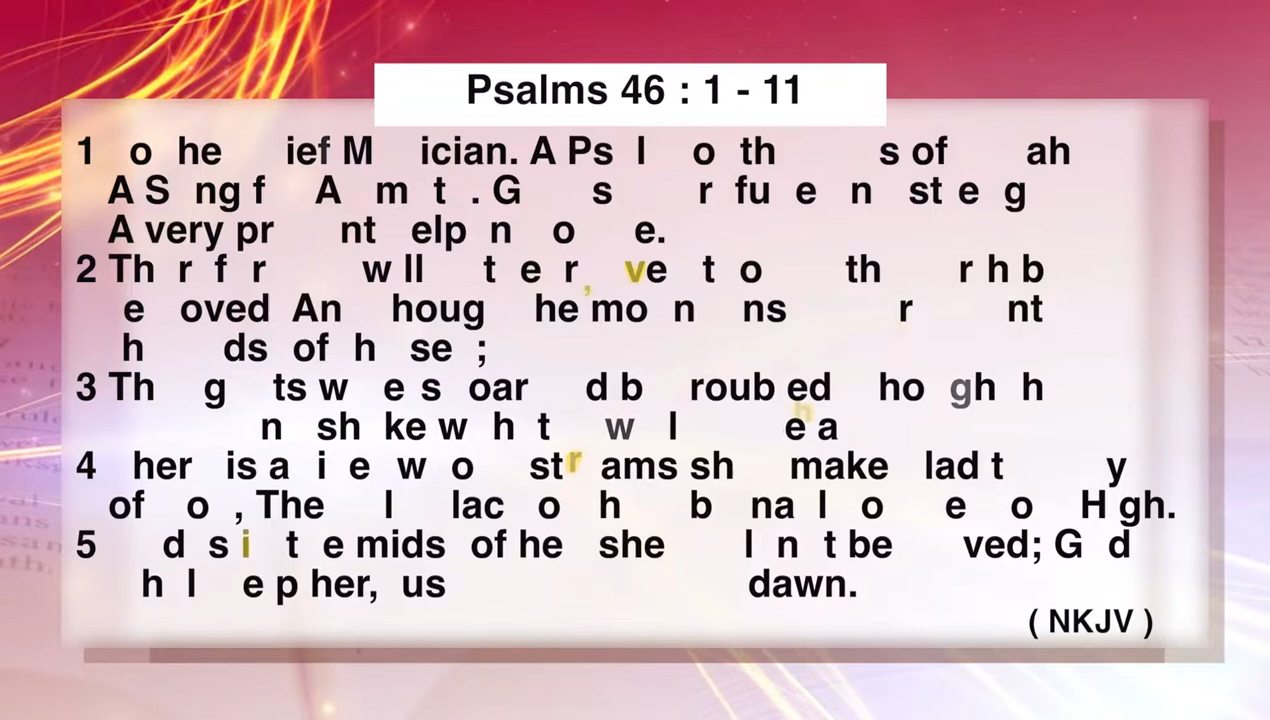 Psalms 46 : 1 - 11
1 o he ief M ician. A Ps l o th s of ah
A S ng f A m t . G s r fu e n st e g
A very pr nt elp n o e.
2 Th r f r w ll t e r , ve t o th r h b
e oved An houg he mo n ns r nt
h ds of h se ;
3 Th g ts w e s oar d b roub ed ho gh h
n sh ke w h t w l h e a
4 her is a i e w o st r ams sh make lad t y
of o , The l lac o h b na l o e o H gh.
5 d s i t e mids of he she l n t be ved; G d
h l e p her, us dawn.
( NKJV )